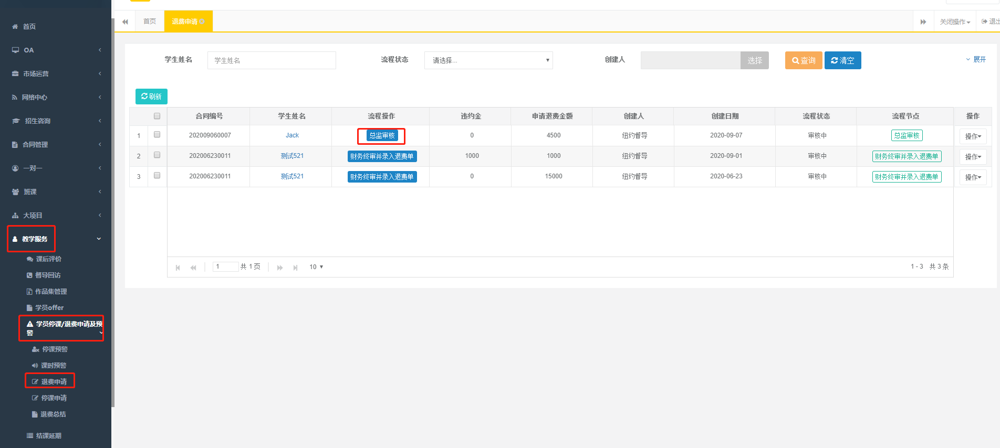 首页
OA
市场运营
网络中心
招生咨询
合同管理
一对一
班课
大项目
教学服务
课后评价
督导回访
作品集管理
学员offer
学员停课/退费申请及预
警
停课预警
课时预警
退费申请
停课申请
退费总结
结课延期
首页 退费申请 关闭操作 退出
学生姓名 学生姓名 流程状态 请选择... 创建人 选择 查询 清空 展开
刷新
合同编号 学生姓名 流程操作 违约金 申请退费金额 创建人 创建日期 流程状态 流程节点 操作
1 202009060007 Jack 总监审核 0 4500 纽约督导 2020-09-07 审核中 总监审核 操作
2 202006230011 测试521 财务终审并录入退费单 1000 1000 纽约督导 2020-09-01 审核中 财务终审并录入退费单 操作
3 202006230011 测试521 财务终审并录入退费单 0 15000 纽约督导 2020-06-23 审核中 财务终审并录入退费单 操作
1 共 1 页 10 1 - 3 共 3 条